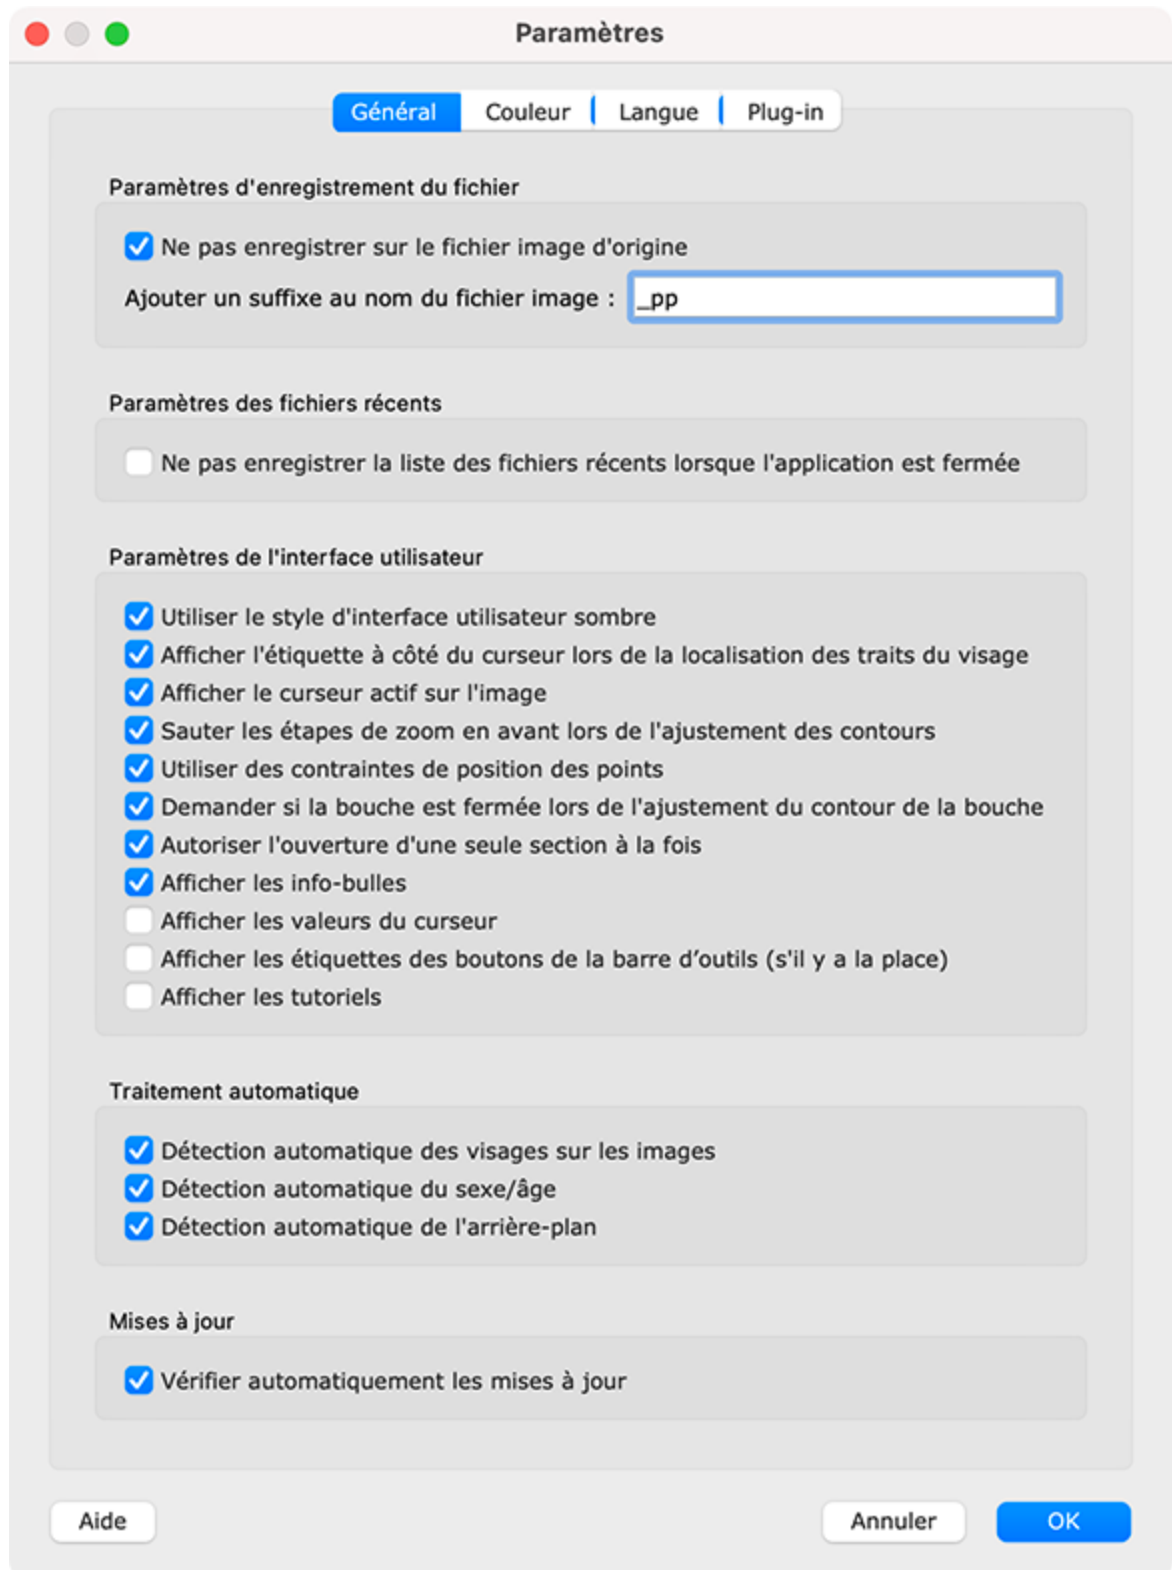 Paramètres
Général Couleur Langue Plug-in
Paramètres d'enregistrement du fichier
Ne pas enregistrer sur le fichier image d'origine
Ajouter un suffixe au nom du fichier image : _pp
Paramètres des fichiers récents
Ne pas enregistrer la liste des fichiers récents lorsque l'application est fermée
Paramètres de l'interface utilisateur
Utiliser le style d'interface utilisateur sombre
Afficher l'étiquette à côté du curseur lors de la localisation des traits du visage
Afficher le curseur actif sur l'image
Sauter les étapes de zoom en avant lors de l'ajustement des contours
Utiliser des contraintes de position des points
Demander si la bouche est fermée lors de l'ajustement du contour de la bouche
Autoriser l'ouverture d'une seule section à la fois
Afficher les info-bulles
Afficher les valeurs du curseur
Afficher les étiquettes des boutons de la barre d’outils (s'il y a la place)
Afficher les tutoriels
Traitement automatique
Détection automatique des visages sur les images
Détection automatique du sexe/âge
Détection automatique de l'arrière-plan
Mises à jour
Vérifier automatiquement les mises à jour
Aide Annuler OK